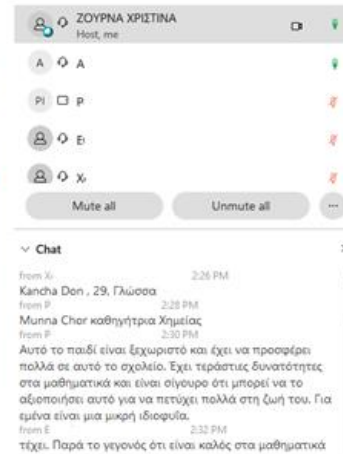 ΖΟΥΡΝΑ ΧΡΙΣΤΙΝΑ
Host, me
A A
PI P
E
X
Mute all Unmute all ...
Chat
from X 2:26 PM
Kancha Don , 29, Γλώσσα
from P 2:28 PM
Munna Chor καθηγήτρια Χημείας
from P 2:30 PM
Αυτό το παιδί είναι ξεχωριστό και έχει να προσφέρει
πολλά σε αυτό το σχολείο. Έχει τεράστιες δυνατότητες
στα μαθηματικά και είναι σίγουρο ότι μπορεί να το
αξιοποιήσει αυτό για να πετύχει πολλά στη ζωή του. Για
εμένα είναι μια μικρή ιδιοφυΐα.
from E 2:32 PM
τέχει. Παρά το γεγονός ότι είναι καλός στα μαθηματικά